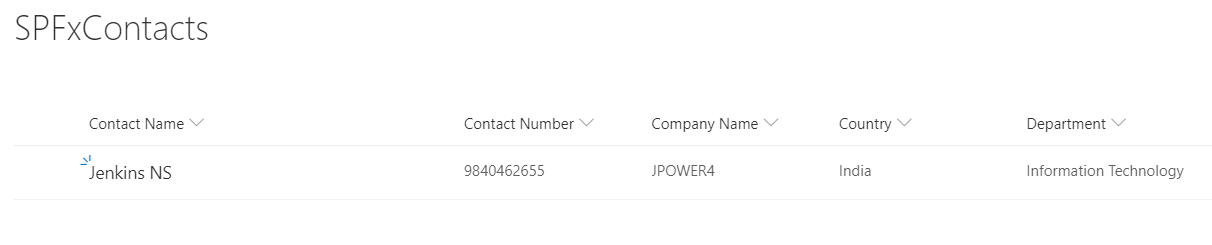 SPFxContacts
Contact Name Contact Number Company Name Country Department
Jenkins NS 9840462655 JPOWER4 India Information Technology